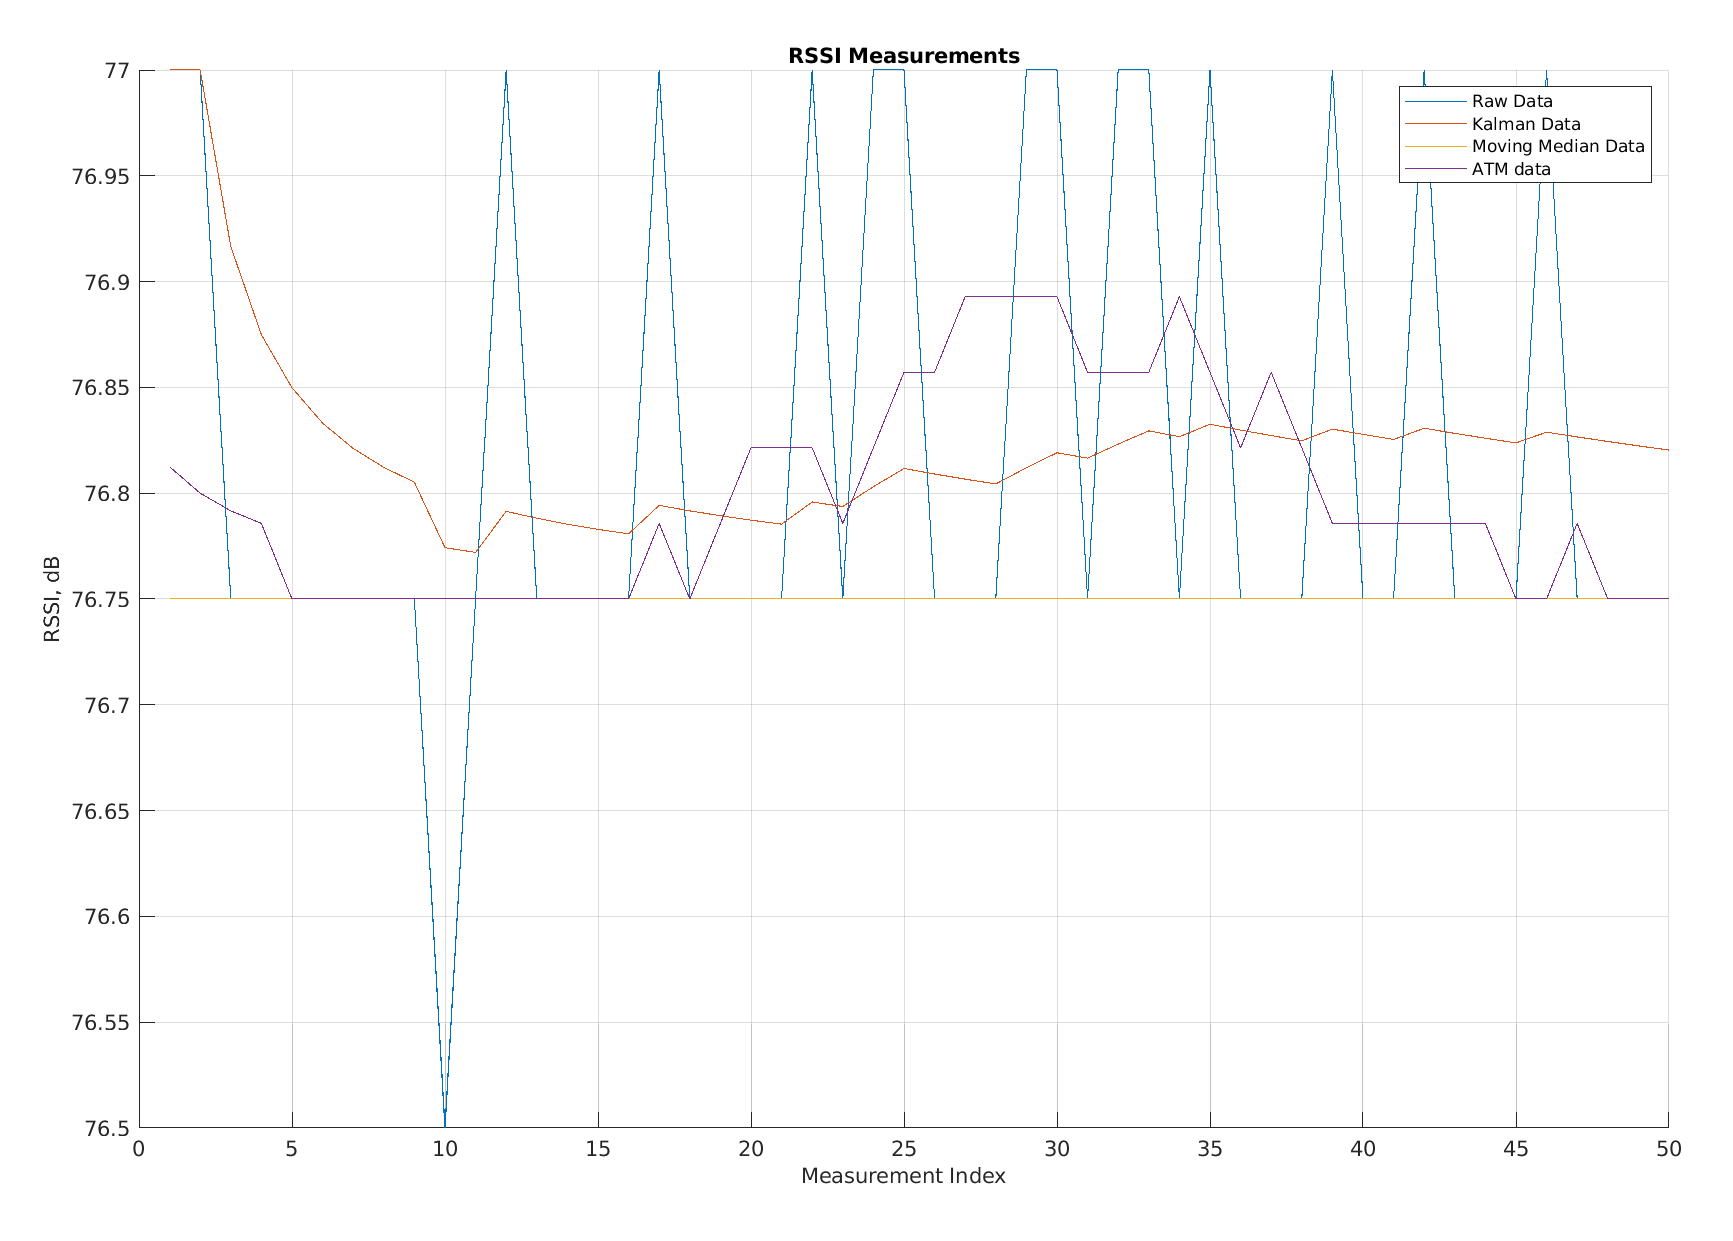 RSSI Measurements
77
76.95
76.9
76.85
76.8
76.75
76.7
76.65
76.6
76.55
76.5
RSSI, dB
Raw Data
Kalman Data
Moving Median Data
ATM data
0 5 10 15 20 25 30 35 40 45 50
Measurement Index